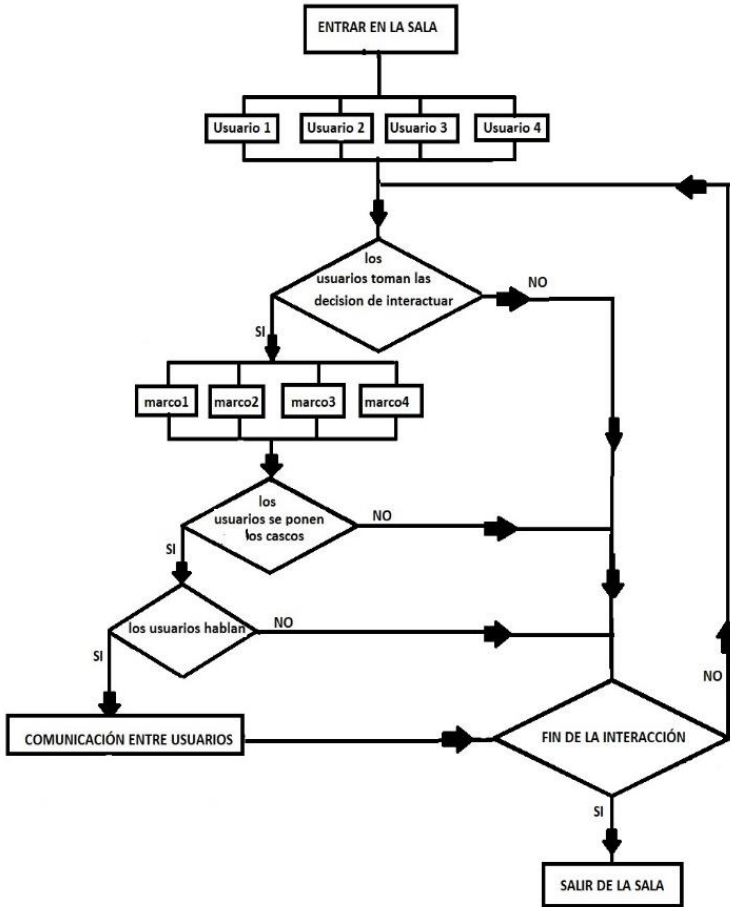 ENTRAR EN LA SALA
Usuario 1
Usuario 2
Usuario 3
Usuario 4
los
usuarios toman las
decision de interactuar
NO
SI
marco1
marco2
marco3
marco4
los
usuarios se ponen
los cascos
NO
SI
los usuarios hablan
NO
SI
COMUNICACIÓN ENTRE USUARIOS
FIN DE LA INTERACCIÓN
NO
SI
SALIR DE LA SALA